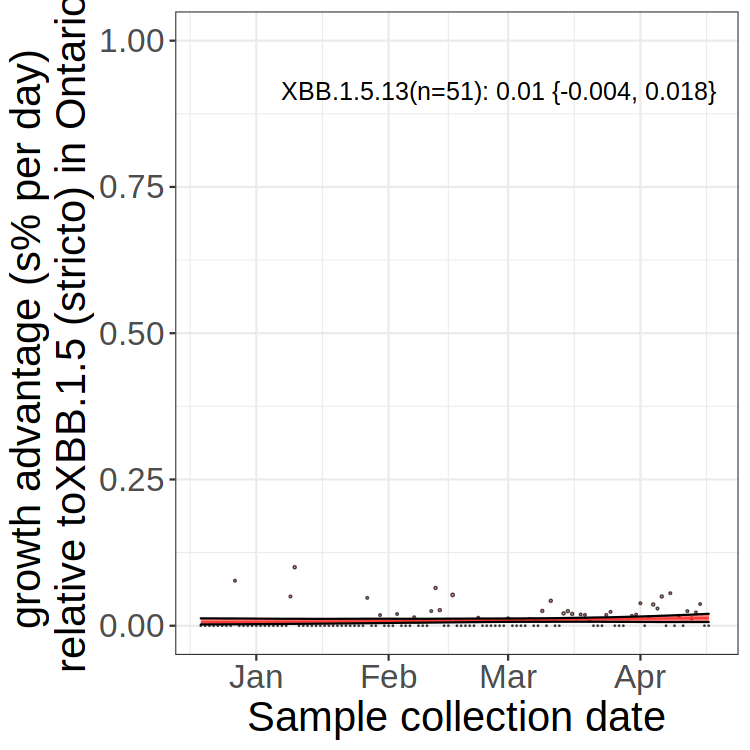 growth advantage (s% per day)
relative toXBB.1.5 (stricto) in Ontario
1.00
0.75
0.50
0.25
0.00
XBB.1.5.13(n=51): 0.01 {-0.004, 0.018}
Jan Feb Mar Apr
Sample collection date